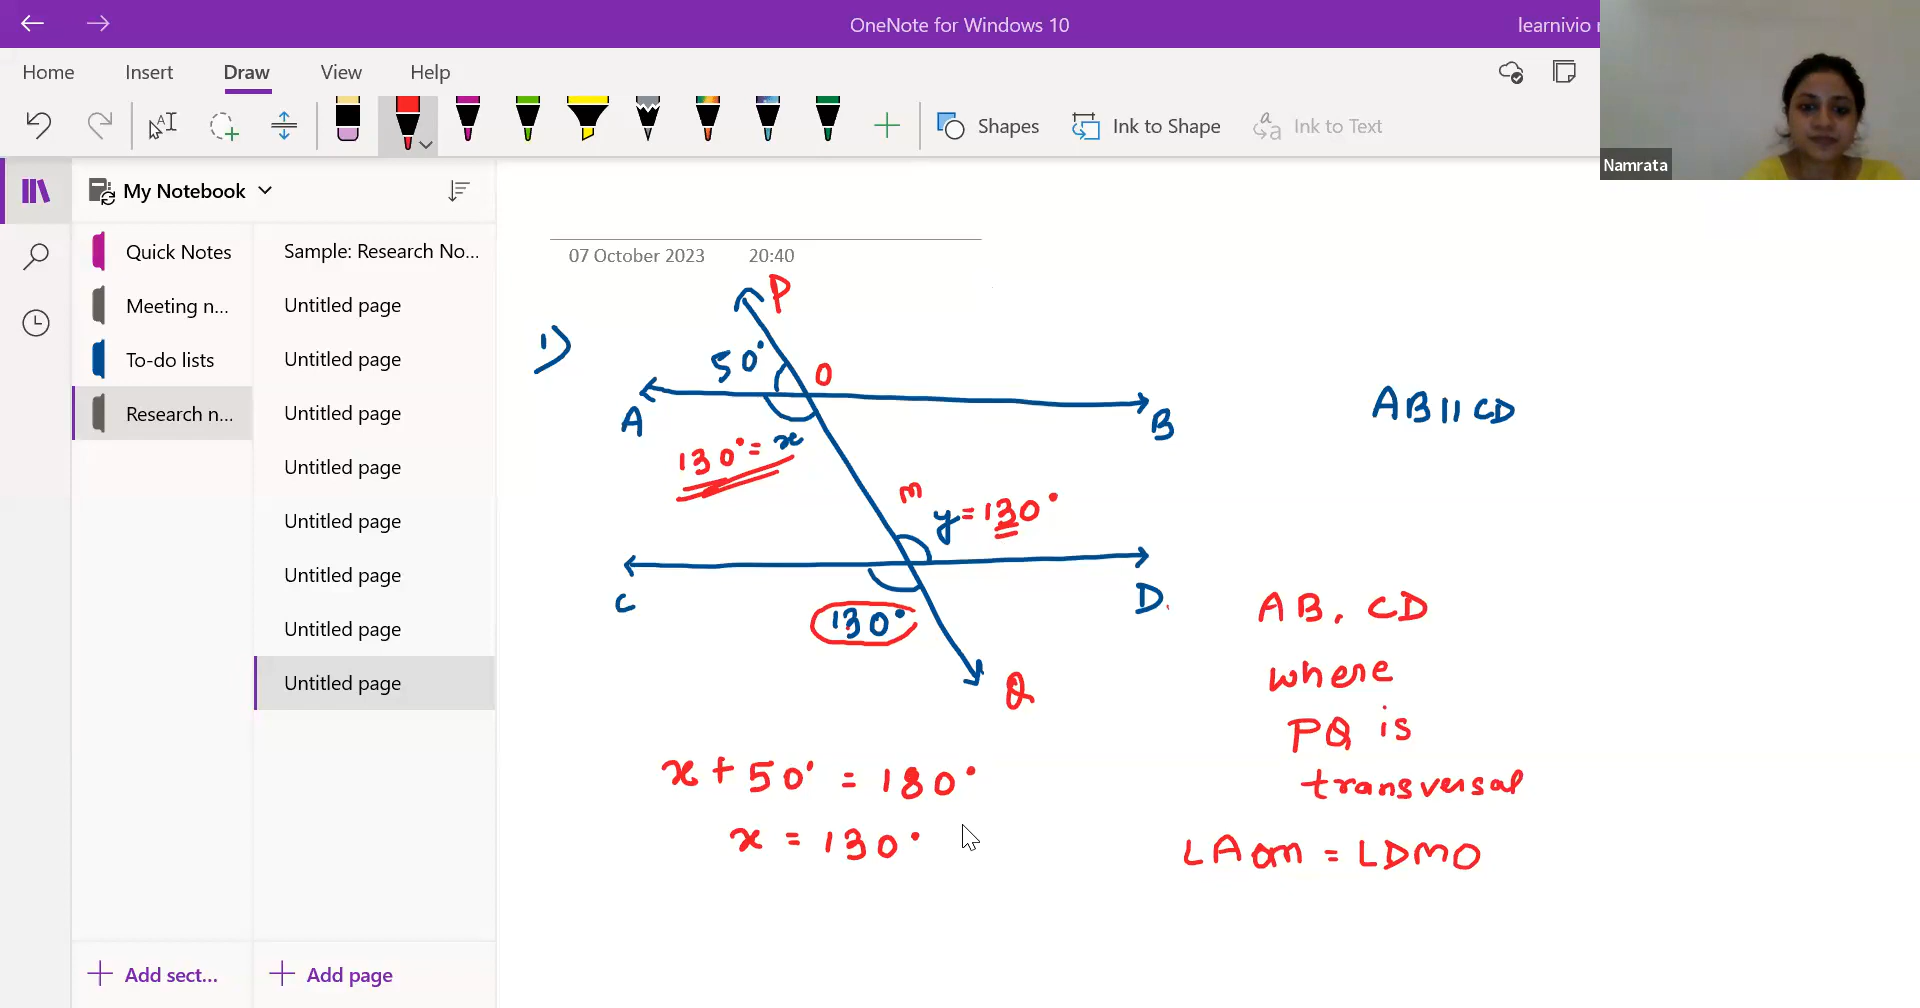 OneNote for Windows 10
learnivio
Home Insert Draw View Help
Shapes Ink to Shape Ink to Text
Namrata
My Notebook
Quick Notes
Meeting n...
To-do lists
Research n...
Sample: Research No...
Untitled page
Untitled page
Untitled page
Untitled page
Untitled page
Untitled page
Untitled page
Untitled page
Add sect...
Add page
07 October 2023 20:40
1)
P
50°
O
A
B
130° = x
m
y = 130°
C
D
130°
Q
x + 50° = 180°
x = 130°
AB || CD
AB, CD
where
PQ is
transversal
∠AOM = ∠DMO